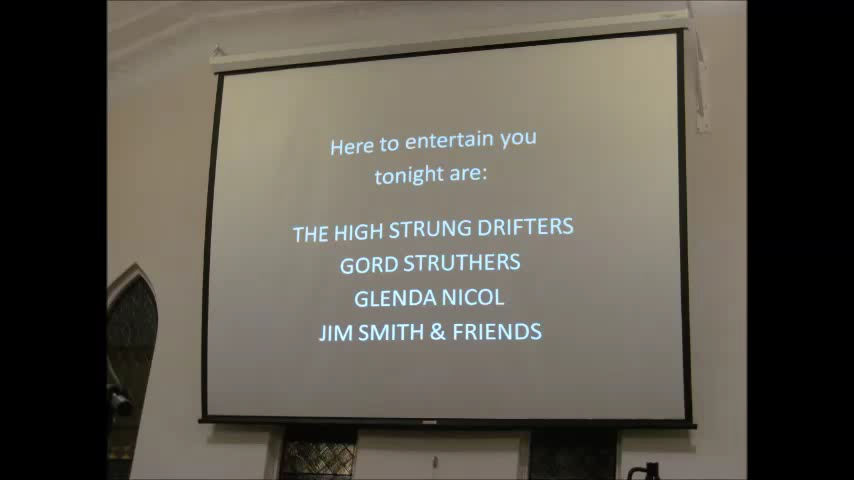 Here to entertain you
tonight are:
THE HIGH STRUNG DRIFTERS
GORD STRUTHERS
GLENDA NICOL
JIM SMITH & FRIENDS